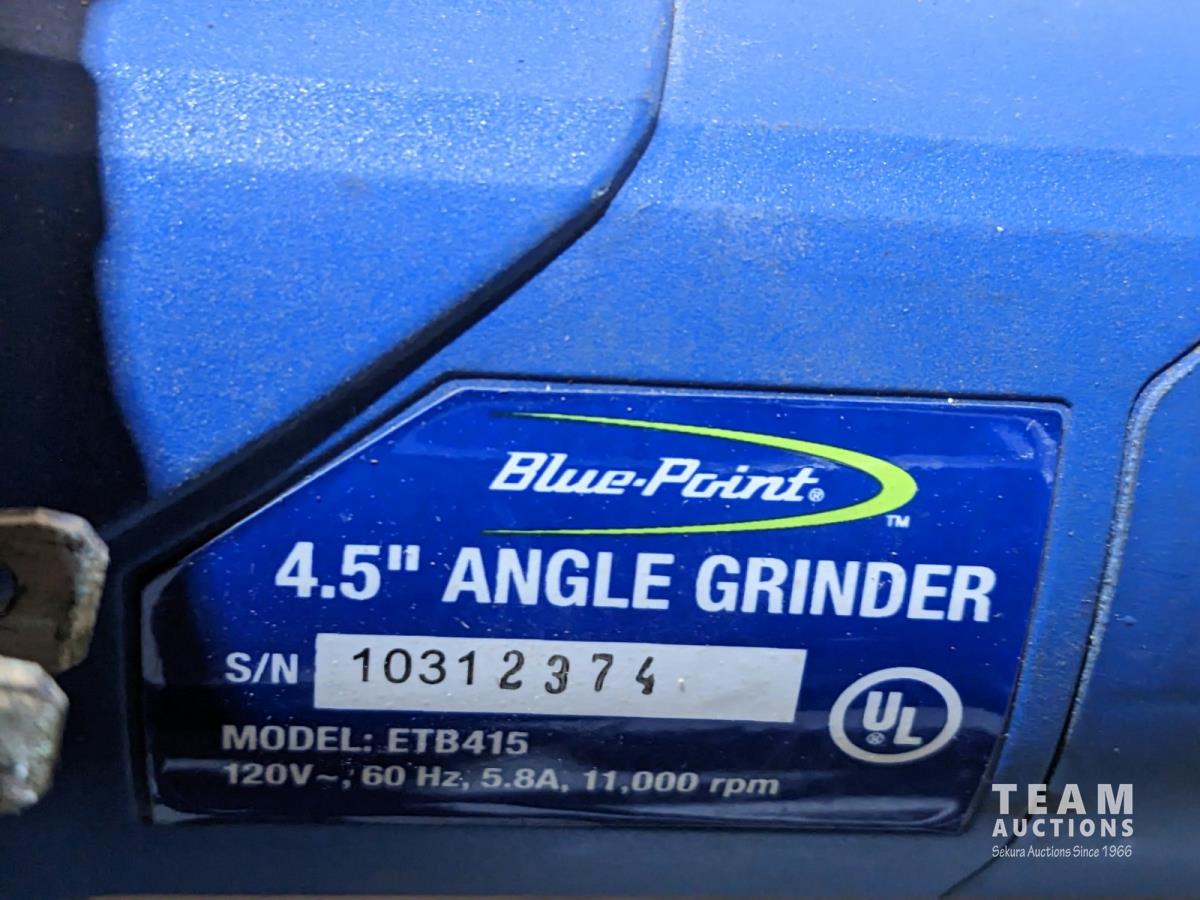 Blue-Point®
™
4.5" ANGLE GRINDER
S/N 10312374
UL®
MODEL: ETB415
120V~, 60 Hz, 5.8A, 11,000 rpm
TEAM
AUCTIONS
Sekura Auctions Since 1966